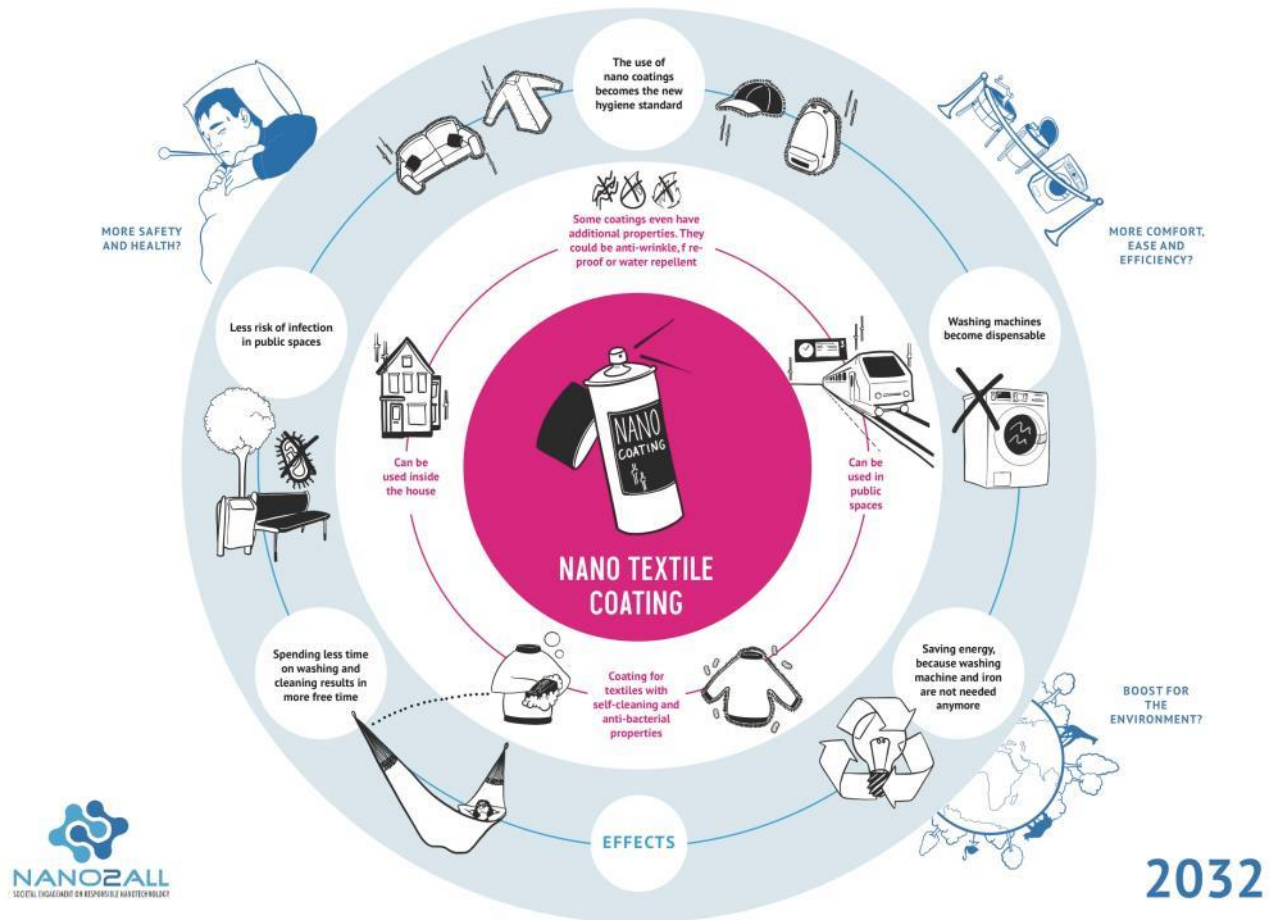 The use of
nano coatings
becomes the new
hygiene standard
MORE SAFETY
AND HEALTH?
MORE COMFORT,
EASE AND
EFFICIENCY?
Some coatings even have
additional properties. They
could be anti-wrinkle, f re-
proof or water repellent
Less risk of infection
in public spaces
Washing machines
become dispensable
NANO
COATING
Can be
used inside
the house
Can be
used in
public
spaces
NANO TEXTILE
COATING
Spending less time
on washing and
cleaning results in
more free time
Coating for
textiles with
self-cleaning and
anti-bacterial
properties
Saving energy,
because washing
machine and iron
are not needed
anymore
BOOST FOR
THE
ENVIRONMENT?
EFFECTS
NANO2ALL
SOCIETAL ENGAGEMENT ON RESPONSIBLE NANOTECHNOLOGY
2032